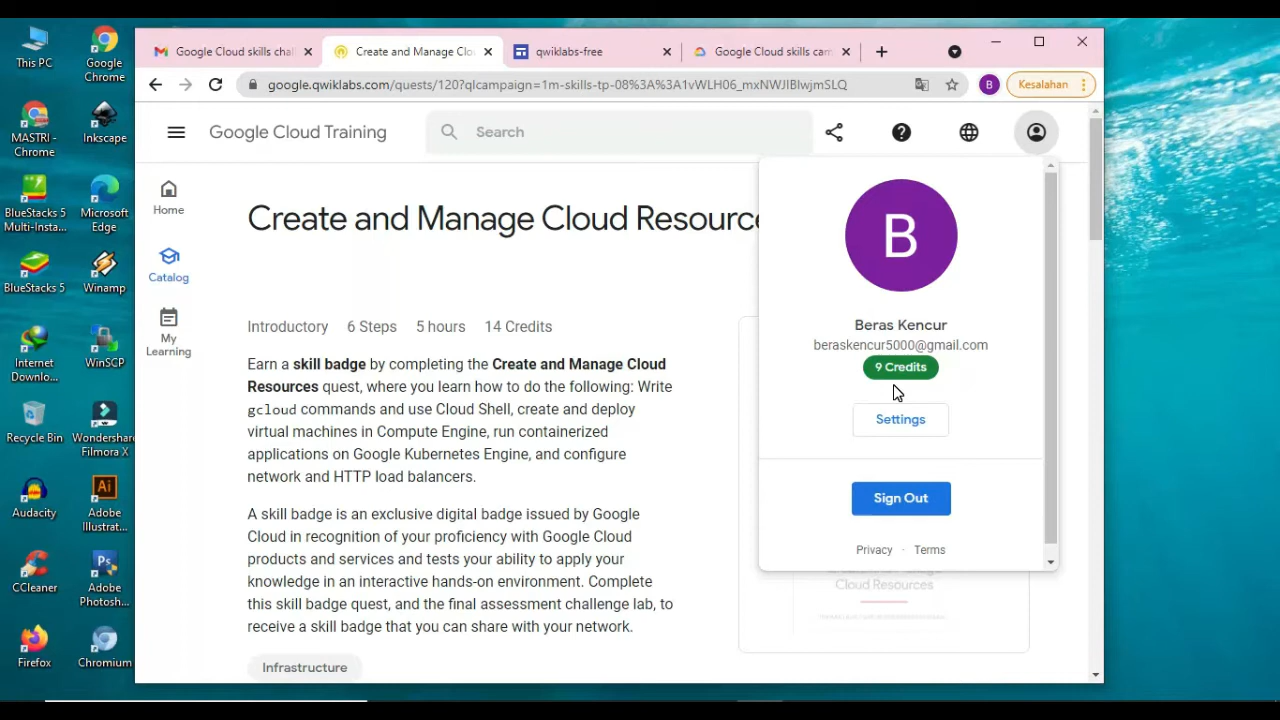 This PC
Google
Chrome
MASTRI -
Chrome
Inkscape
BlueStacks 5
Multi-Insta...
Microsoft
Edge
BlueStacks 5
Winamp
Internet
Downlo...
WinSCP
Recycle Bin
Wondershare
Filmora X
Audacity
Adobe
Illustrat...
CCleaner
Adobe
Photosh...
Firefox
Chromium
Google Cloud skills chal
Create and Manage Clou
qwiklabs-free
Google Cloud skills cam
google.qwiklabs.com/quests/120?qlcampaign=1m-skills-tp-08%3A%3A1vWLH06_mxNWJIBlwjmSLQ
B
Kesalahan
Google Cloud Training
Search
Home
Catalog
My
Learning
Create and Manage Cloud Resource
Introductory 6 Steps 5 hours 14 Credits
Earn a skill badge by completing the Create and Manage Cloud
Resources quest, where you learn how to do the following: Write
gcloud commands and use Cloud Shell, create and deploy
virtual machines in Compute Engine, run containerized
applications on Google Kubernetes Engine, and configure
network and HTTP load balancers.
A skill badge is an exclusive digital badge issued by Google
Cloud in recognition of your proficiency with Google Cloud
products and services and tests your ability to apply your
knowledge in an interactive hands-on environment. Complete
this skill badge quest, and the final assessment challenge lab, to
receive a skill badge that you can share with your network.
Infrastructure
B
Beras Kencur
beraskencur5000@gmail.com
9 Credits
Settings
Sign Out
Privacy · Terms
Cloud Resources